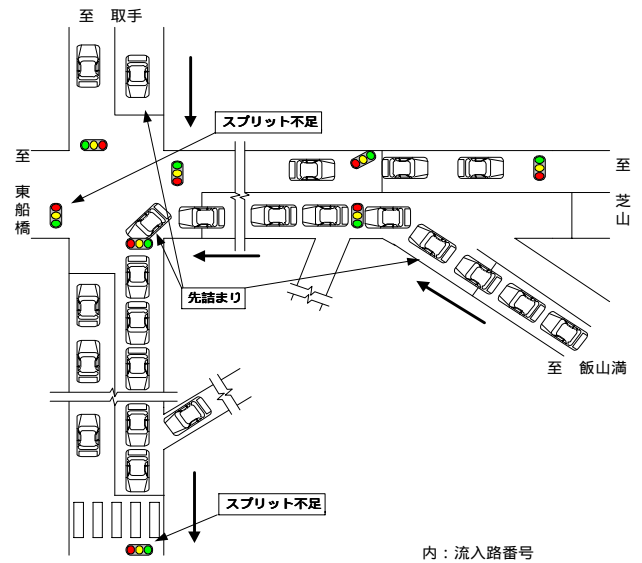 至 取手
スプリット不足
至
東船橋
至
芝山
先詰まり
至 飯山満
スプリット不足
内：流入路番号